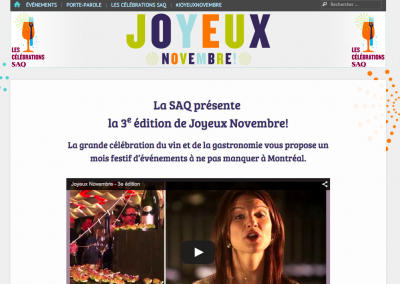 ÉVÉNEMENTS | PORTE-PAROLE | LES CÉLÉBRATIONS SAQ | #JOYEUXNOVEMBRE Rechercher ...
JOYEUX
NOVEMBRE!
LES
CÉLÉBRATIONS
SAQ
LES
CÉLÉBRATIONS
SAQ
La SAQ présente
la 3e édition de Joyeux Novembre!
La grande célébration du vin et de la gastronomie vous propose un
mois festif d'événements à ne pas manquer à Montréal.
Joyeux Novembre - 3e édition